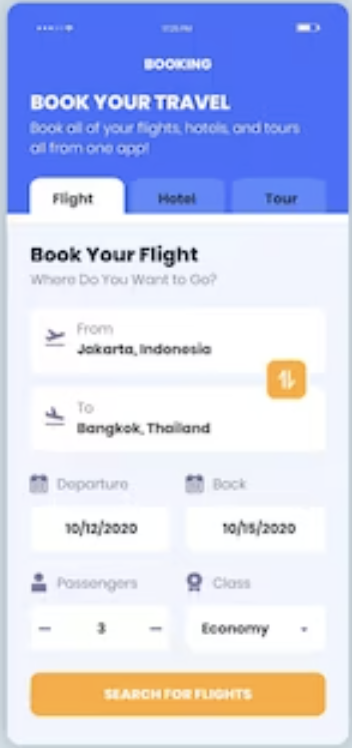 BOOKING
BOOK YOUR TRAVEL
Book all of your flights, hotels, and tours
all from one app!
Flight Hotel Tour
Book Your Flight
Where Do You Want to Go?
From
Jakarta, Indonesia
To
Bangkok, Thailand
Departure Back
10/12/2020 10/15/2020
Passengers Class
— 3 — Economy
SEARCH FOR FLIGHTS